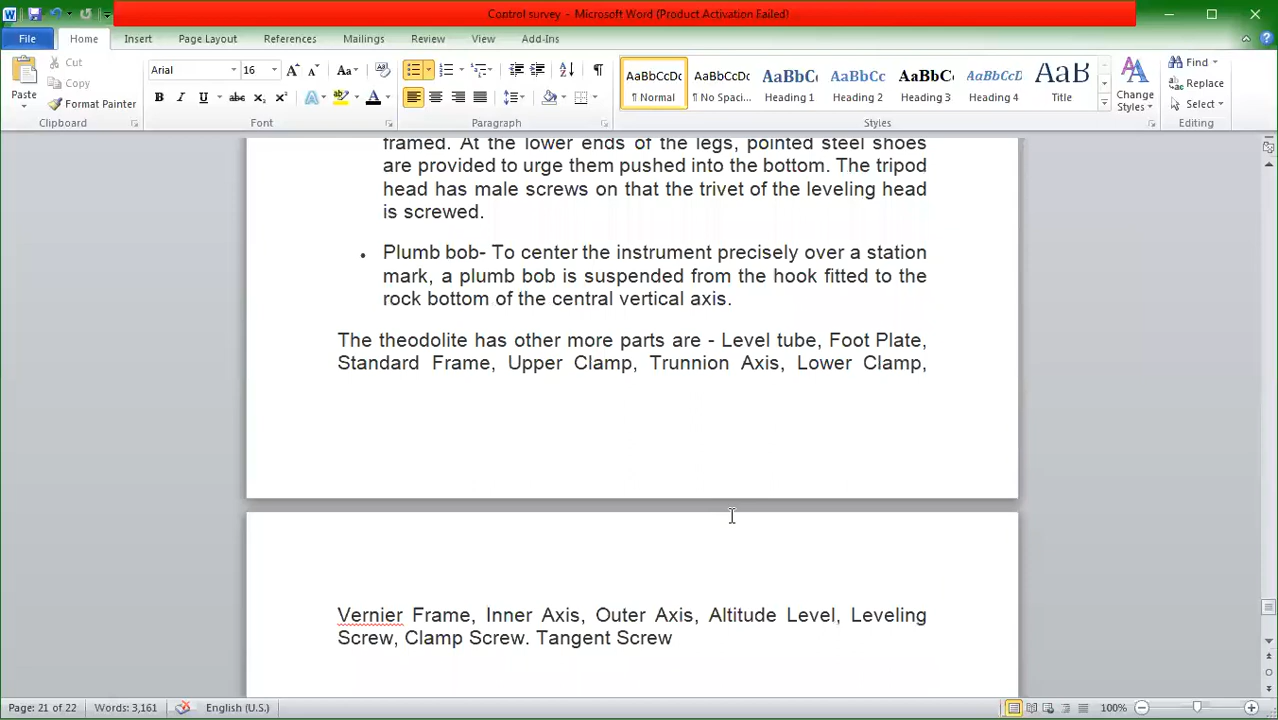 Control survey - Microsoft Word (Product Activation Failed)
File Home Insert Page Layout References Mailings Review View Add-Ins
Paste
Cut
Copy
Format Painter
Clipboard
Arial 16
Font
Paragraph
AaBbCcDc AaBbCcDc AaBbC AaBbCc AaBbCc AaBbCcD AaB
¶ Normal ¶ No Spaci... Heading 1 Heading 2 Heading 3 Heading 4 Title
Change
Styles
Styles
Find
Replace
Select
Editing
framed. At the lower ends of the legs, pointed steel shoes
are provided to urge them pushed into the bottom. The tripod
head has male screws on that the trivet of the leveling head
is screwed.
• Plumb bob- To center the instrument precisely over a station
mark, a plumb bob is suspended from the hook fitted to the
rock bottom of the central vertical axis.
The theodolite has other more parts are - Level tube, Foot Plate,
Standard Frame, Upper Clamp, Trunnion Axis, Lower Clamp,
Vernier Frame, Inner Axis, Outer Axis, Altitude Level, Leveling
Screw, Clamp Screw. Tangent Screw
Page: 21 of 22 Words: 3,161 English (U.S.) 100%